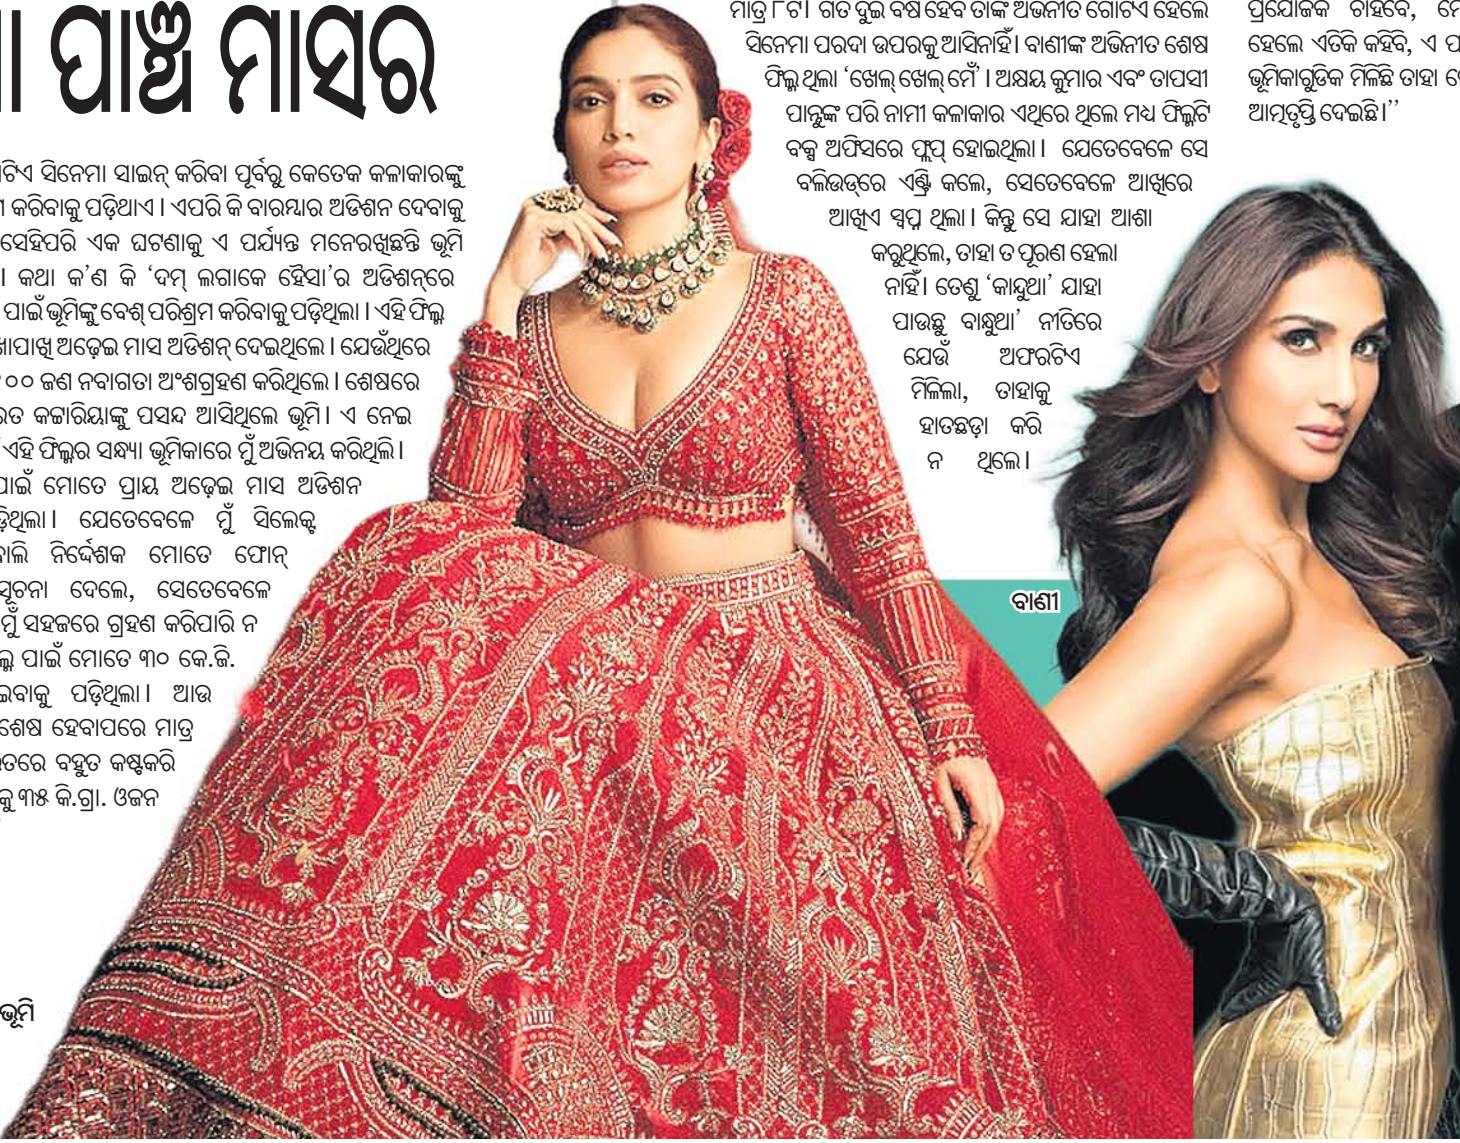 ପାଞ୍ଚ ମାସର
ସିନେମା ସାଇନ୍ କରିବା ପୂର୍ବରୁ କେତେକ କଳାକାରଙ୍କୁ
କରିବାକୁ ପଡ଼ିଥାଏ । ଏପରି କି ବାରମ୍ବାର ଅଡିଶନ ଦେବାକୁ
ସେହିପରି ଏକ ଘଟଣାକୁ ଏ ପର୍ଯ୍ୟନ୍ତ ମନେରଖିଛନ୍ତି ଭୂମି
। କଥା କ'ଣ କି ‘ଦମ୍ ଲଗାକେ ହୈସା’ର ଅଡିଶନ୍‌ରେ
ପାଇଁ ଭୂମିଙ୍କୁ ବେଶ୍ ପରିଶ୍ରମ କରିବାକୁ ପଡ଼ିଥିଲା । ଏହି ଫିଲ୍ମ
ଅଢ଼େଇ ମାସ ଅଡିଶନ୍ ଦେଇଥିଲେ । ଯେଉଁଥିରେ
ଜଣ ନବାଗତା ଅଂଶଗ୍ରହଣ କରିଥିଲେ । ଶେଷରେ
କଟ୍ଟାରିୟାଙ୍କୁ ପସନ୍ଦ ଆସିଥିଲେ ଭୂମି । ଏ ନେଇ
ଏହି ଫିଲ୍ମର ସନ୍ଧ୍ୟା ଭୂମିକାରେ ମୁଁ ଅଭିନୟ କରିଥିଲି ।
ପାଇଁ ମୋତେ ପ୍ରାୟ ଅଢ଼େଇ ମାସ ଅଡିଶନ
ଯେତେବେଳେ ମୁଁ ସିଲେକ୍ଟ
ନିର୍ଦ୍ଦେଶକ ମୋତେ ଫୋନ୍
ସୂଚନା ଦେଲେ, ସେତେବେଳେ
ମୁଁ ସହଜରେ ଗ୍ରହଣ କରିପାରି ନ
ପାଇଁ ମୋତେ ୩୦ କେ.ଜି.
ପଡ଼ିଥିଲା । ଆଉ
ଶେଷ ହେବାପରେ ମାତ୍ର
ବହୁତ କଷ୍ଟକରି
୩୫ କି.ଗ୍ରା. ଓଜନ
ଭୂମି
ମାତ୍ର ୮ଟି । ଗତ ଦୁଇ ବର୍ଷ ହେବ ତାଙ୍କ ଅଭିନୀତ ଗୋଟିଏ ହେଲେ
ସିନେମା ପରଦା ଉପରକୁ ଆସିନାହିଁ । ବାଣୀଙ୍କ ଅଭିନୀତ ଶେଷ
ଫିଲ୍ମ ଥିଲା ‘ଖେଲ୍ ଖେଲ୍ ମେଁ’ । ଅକ୍ଷୟ କୁମାର ଏବଂ ତାପସୀ
ପାନ୍ନୁଙ୍କ ପରି ନାମୀ କଳାକାର ଏଥିରେ ଥିଲେ ମଧ୍ୟ ଫିଲ୍ମଟି
ବକ୍ସ ଅଫିସରେ ଫ୍ଲପ୍ ହୋଇଥିଲା । ଯେତେବେଳେ ସେ
ବଲିଉଡ୍‌ରେ ଏଣ୍ଟ୍ରି କଲେ, ସେତେବେଳେ ଆଖିରେ
ଆଖିଏ ସ୍ୱପ୍ନ ଥିଲା । କିନ୍ତୁ ସେ ଯାହା ଆଶା
କରୁଥିଲେ, ତାହା ତ ପୂରଣ ହେଲା
ନାହିଁ । ତେଣୁ ‘କାନ୍ଦୁଥା’ ଯାହା
ପାଉଛୁ ବାନ୍ଧୁଥା’ ନୀତିରେ
ଯେଉଁ ଅଫରଟିଏ
ମିଳିଲା, ତାହାକୁ
ହାତଛଡ଼ା କରି
ନ ଥିଲେ ।
ବାଣୀ
ପ୍ରଯୋଜକ ଚାହିବେ,
ହେଲେ ଏତିକି କହିବି, ଏ
ଭୂମିକାଗୁଡିକ ମିଳିଛି ତାହା
ଆତ୍ମତୃପ୍ତି ଦେଇଛି ।’’